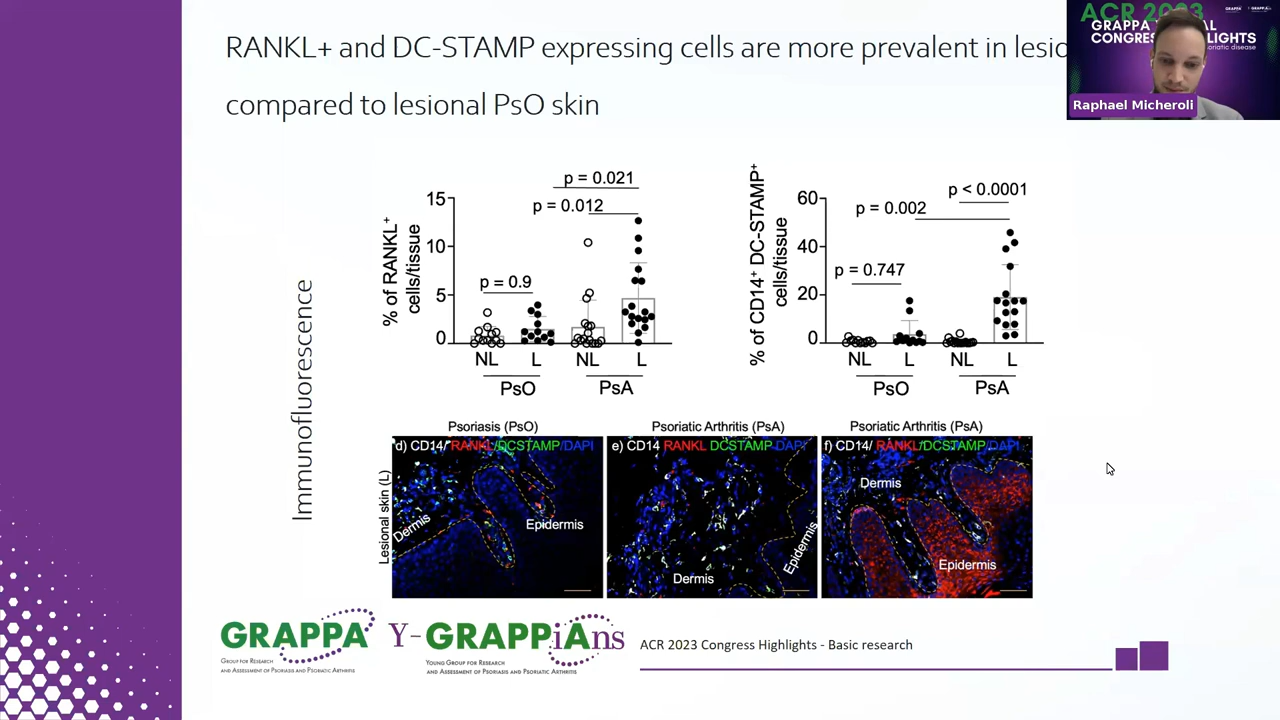 RANKL+ and DC-STAMP expressing cells are more prevalent in
compared to lesional PsO skin
ACR 2023
GRAPPA
CONGRESS
LIGHTS
Raphael Micheroli
Immunofluorescence
% of RANKL+
cells/tissue
15
10
5
0
p = 0.021
p = 0.012
p = 0.9
NL L NL L
PsO PsA
% of CD14+ DC-STAMP+
cells/tissue
60
40
20
0
p < 0.0001
p = 0.002
p = 0.747
NL L NL L
PsO PsA
Lesional skin (L)
Psoriasis (PsO)
d) CD14/ RANKL/DCSTAMP/DAPI
Dermis
Epidermis
Psoriatic Arthritis (PsA)
e) CD14 RANKL DCSTAMP DAPI
Dermis
Epidermis
Psoriatic Arthritis (PsA)
f) CD14/ RANKL/DCSTAMP/DAPI
Dermis
Epidermis
GRAPPA
GROUP FOR RESEARCH
AND ASSESSMENT OF PSORIASIS AND PSORIATIC ARTHRITIS
Y-GRAPPiAns
YOUNG GROUP FOR RESEARCH
AND ASSESSMENT OF PSORIASIS AND PSORIATIC ARTHRITIS
ACR 2023 Congress Highlights - Basic research